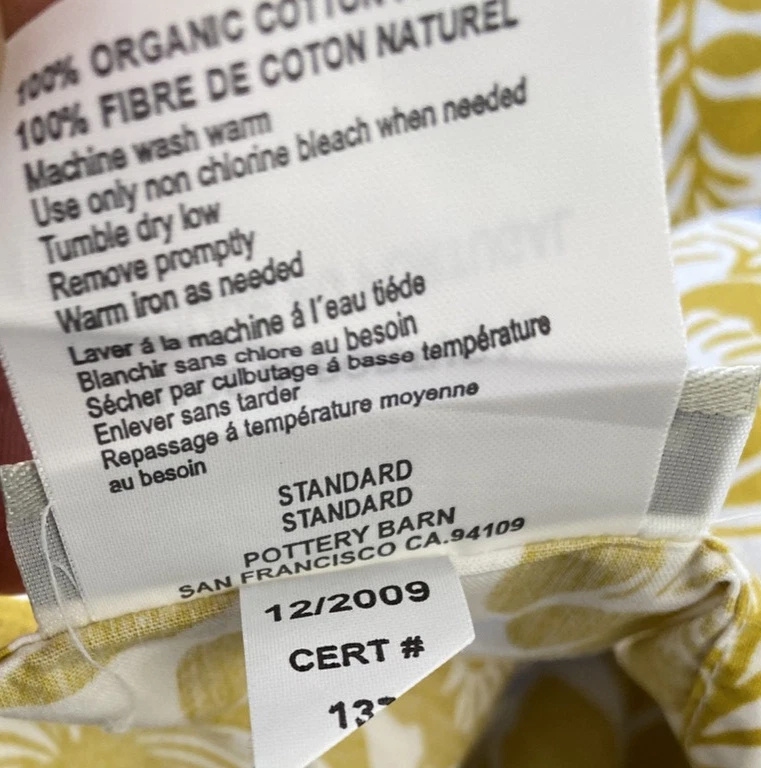 100% ORGANIC COTTON
100% FIBRE DE COTON NATUREL
Machine wash warm
Use only non chlorine bleach when needed
Tumble dry low
Remove promptly
Warm iron as needed
Laver á la machine á l'eau tiéde
Blanchir sans chlore au besoin
Sécher par culbutage á basse température
Enlever sans tarder
Repassage á température moyenne
au besoin
STANDARD
STANDARD
POTTERY BARN
SAN FRANCISCO CA.94109
12/2009
CERT #